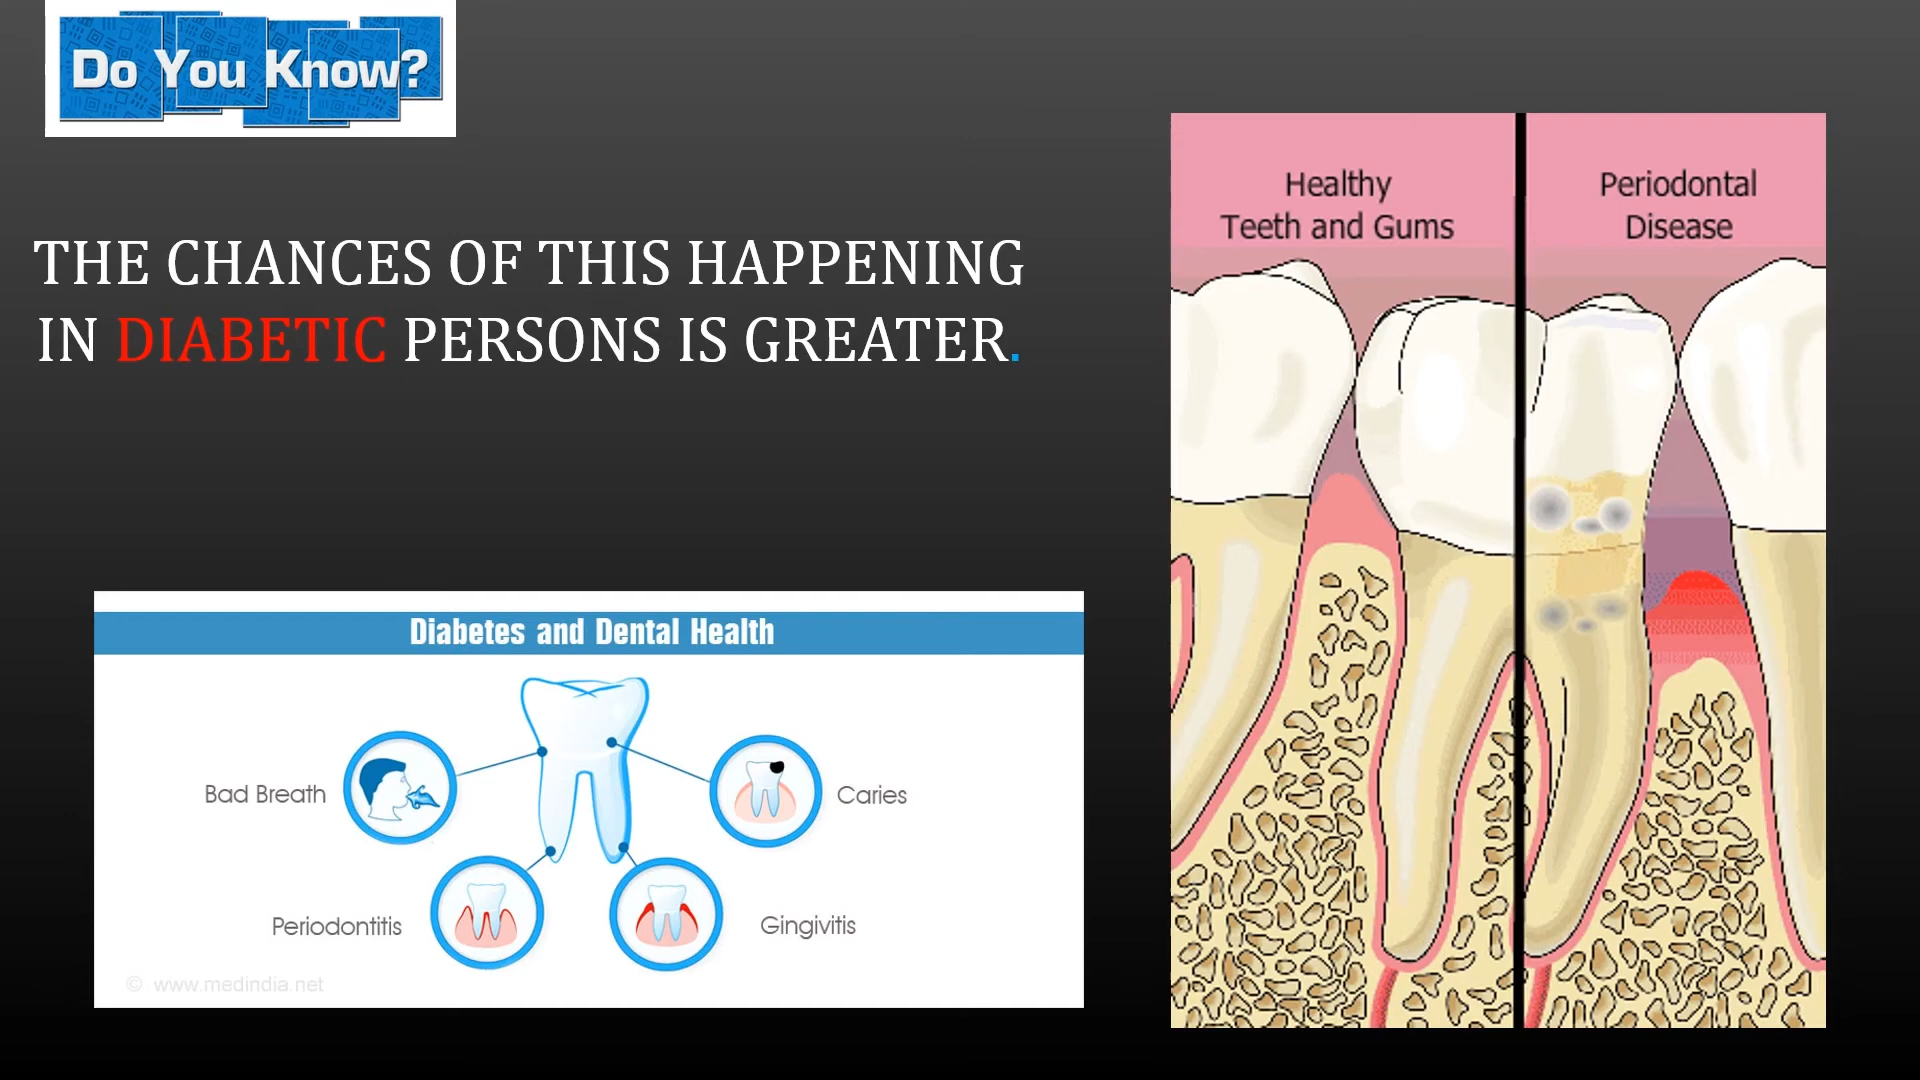 Do You Know?
THE CHANCES OF THIS HAPPENING
IN DIABETIC PERSONS IS GREATER.
Healthy
Teeth and Gums
Periodontal
Disease
Diabetes and Dental Health
Bad Breath
Caries
Periodontitis
Gingivitis
© www.medindia.net